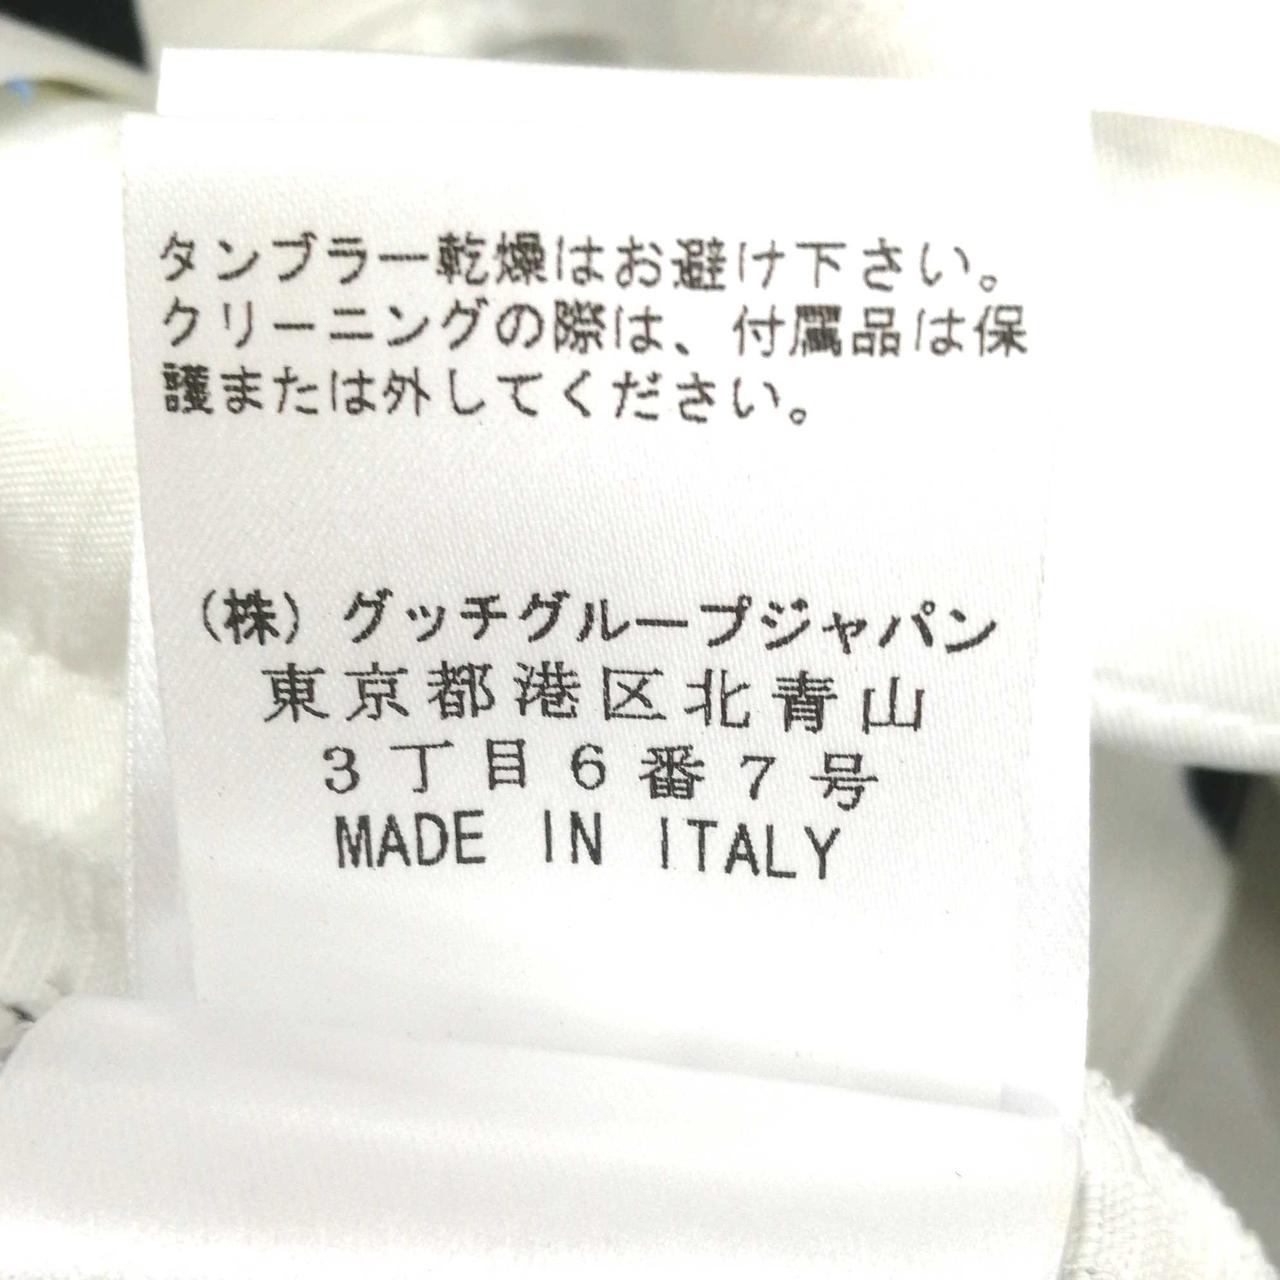 タンブラー乾燥はお避け下さい。
クリーニングの際は、付属品は保
護または外してください。
（株）グッチグループジャパン
東京都港区北青山
３丁目６番７号
MADE IN ITALY